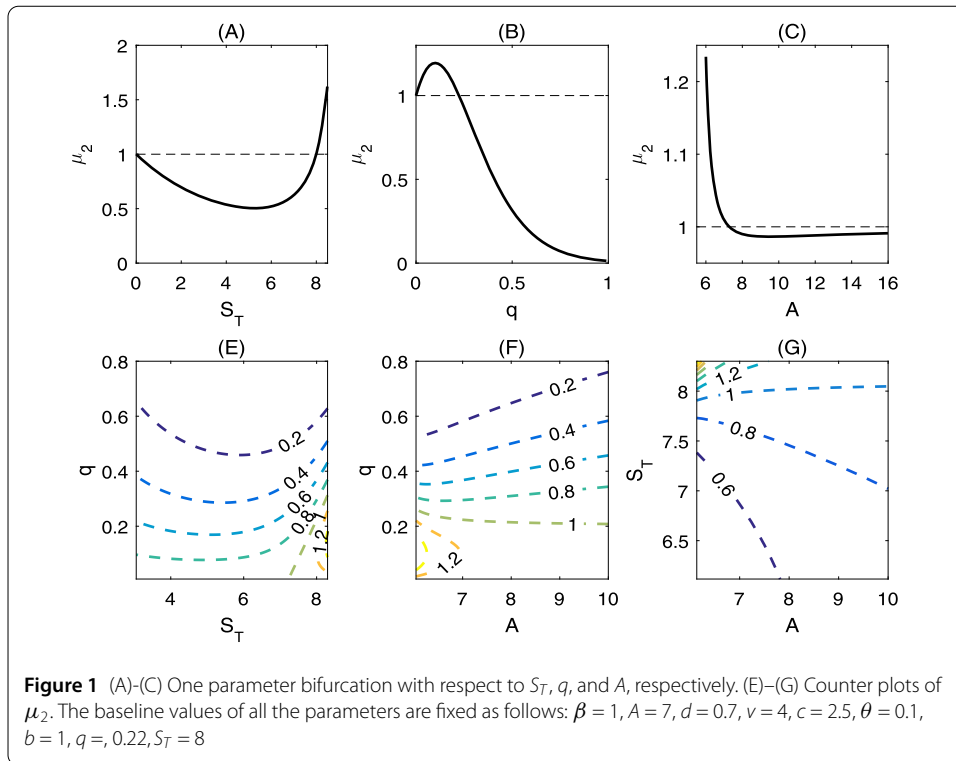 (A) (B) (C)
2
1.5
1
0.5
0
μ2
0 2 4 6 8
S_T
1
0.5
0
μ2
0 0.5 1
q
1.2
1.1
1
μ2
6 8 10 12 14 16
A
(E) (F) (G)
0.8
0.6
0.4
0.2
q
0.2
0.4
0.6
0.8
1
1.2
4 6 8
S_T
0.8
0.6
0.4
0.2
q
0.2
0.4
0.6
0.8
1
1.2
7 8 9 10
A
8
7.5
7
6.5
S_T
1.2
1
0.8
0.6
7 8 9 10
A
Figure 1 (A)-(C) One parameter bifurcation with respect to S_T, q, and A, respectively. (E)–(G) Counter plots of
μ2. The baseline values of all the parameters are fixed as follows: β = 1, A = 7, d = 0.7, v = 4, c = 2.5, θ = 0.1,
b = 1, q =, 0.22, S_T = 8